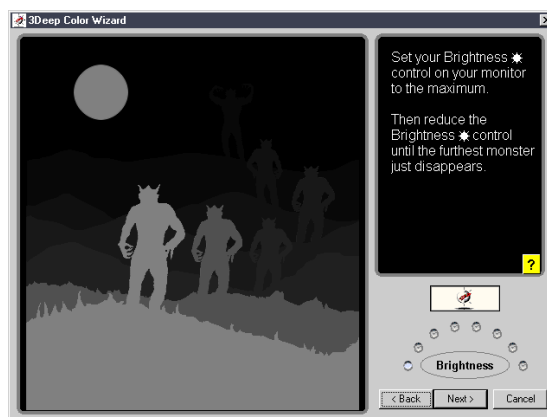 3Deep Color Wizard
Set your Brightness
control on your monitor
to the maximum.
Then reduce the
Brightness control
until the furthest monster
just disappears.
?
Brightness
< Back
Next >
Cancel